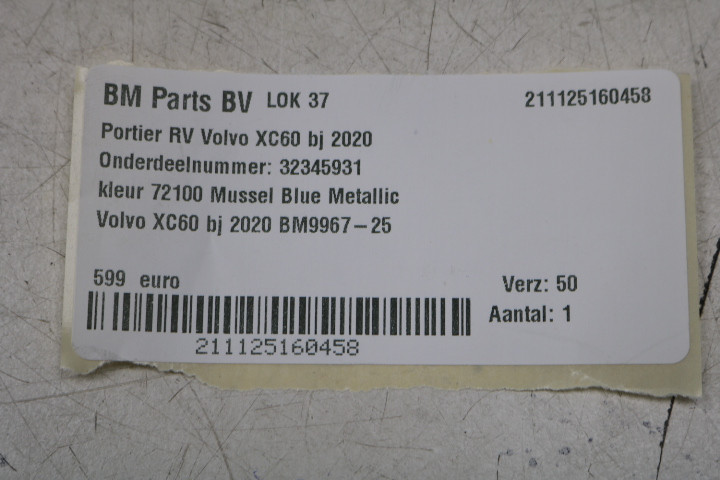 BM Parts BV LOK 37 211125160458
Portier RV Volvo XC60 bj 2020
Onderdeelnummer: 32345931
kleur 72100 Mussel Blue Metallic
Volvo XC60 bj 2020 BM9967-25
599 euro Verz: 50
Aantal: 1
211125160458